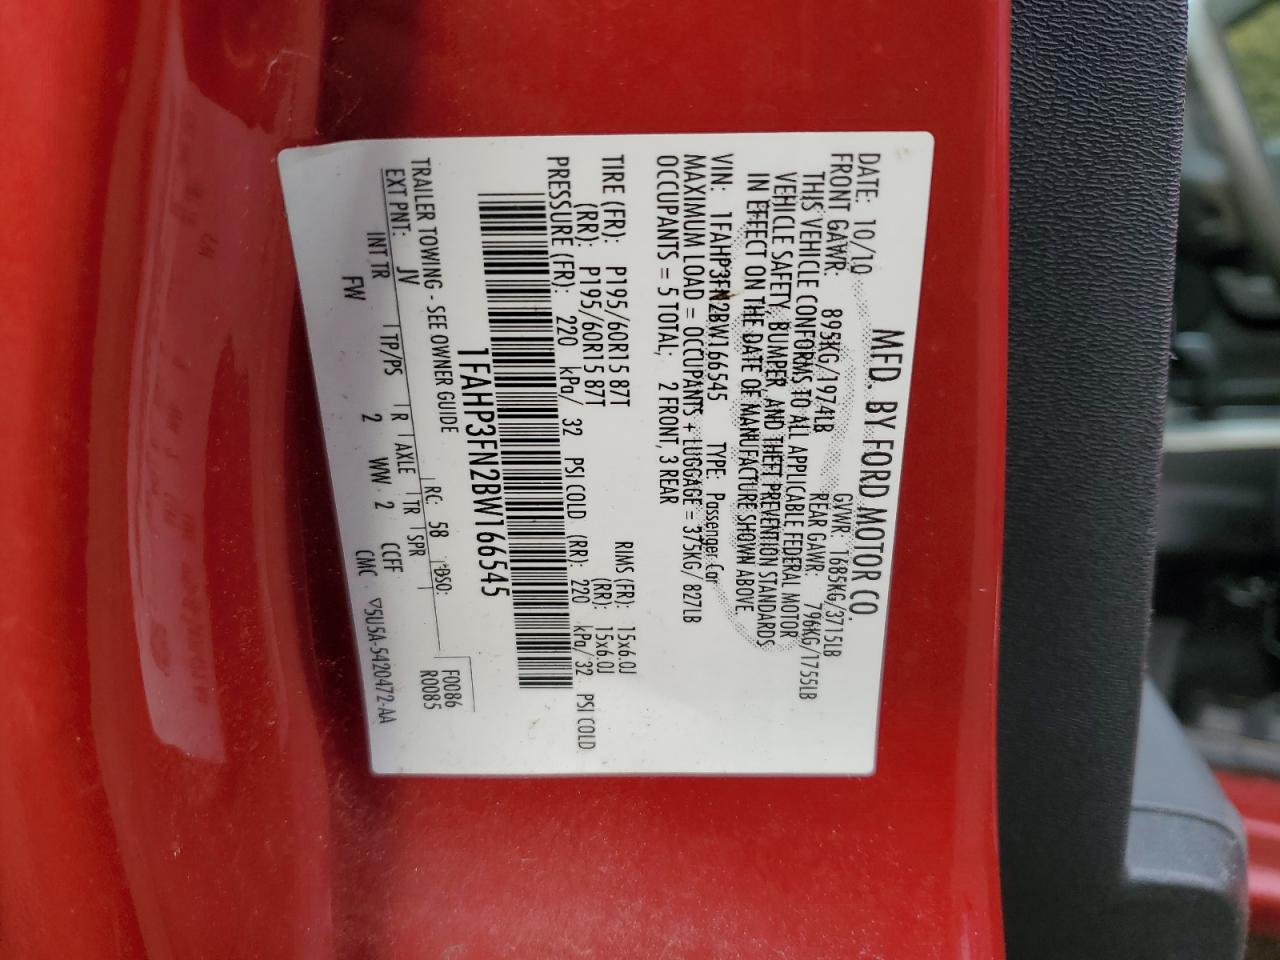 MFD. BY FORD MOTOR CO.
DATE: 10/10 GVWR: 1685KG/3715LB
FRONT GAWR: 895KG/1974LB REAR GAWR: 796KG/1755LB
THIS VEHICLE CONFORMS TO ALL APPLICABLE FEDERAL MOTOR
VEHICLE SAFETY, BUMPER, AND THEFT PREVENTION STANDARDS
IN EFFECT ON THE DATE OF MANUFACTURE SHOWN ABOVE.
VIN: 1FAHP3FN2BW166545 TYPE: Passenger Car
MAXIMUM LOAD = OCCUPANTS + LUGGAGE = 375KG/ 827LB
OCCUPANTS = 5 TOTAL; 2 FRONT, 3 REAR
TIRE (FR): P195/60R15 87T RIMS (FR): 15x6.0J
(RR): P195/60R15 87T (RR): 15x6.0J
PRESSURE (FR): 220 kPa/ 32 PSI COLD (RR): 220 kPa/ 32 PSI COLD
1FAHP3FN2BW166545
TRAILER TOWING - SEE OWNER GUIDE
EXT PNT: JV RC: 58 DSO: F0086
R0085
INT TR TP/PS R AXLE TR SPR
FW 2 WW 2 CCFF
CMC ▽5U5A-5420472-AA